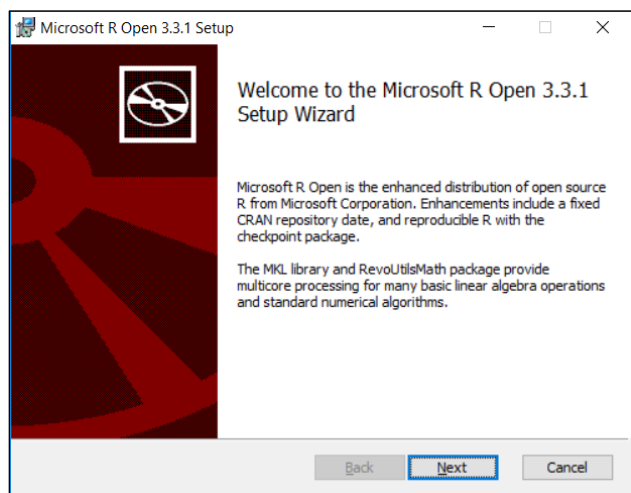 Microsoft R Open 3.3.1 Setup
Welcome to the Microsoft R Open 3.3.1
Setup Wizard
Microsoft R Open is the enhanced distribution of open source
R from Microsoft Corporation. Enhancements include a fixed
CRAN repository date, and reproducible R with the
checkpoint package.
The MKL library and RevoUtilsMath package provide
multicore processing for many basic linear algebra operations
and standard numerical algorithms.
Back Next Cancel